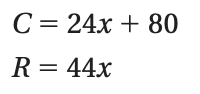 C = 24x + 80
R = 44x